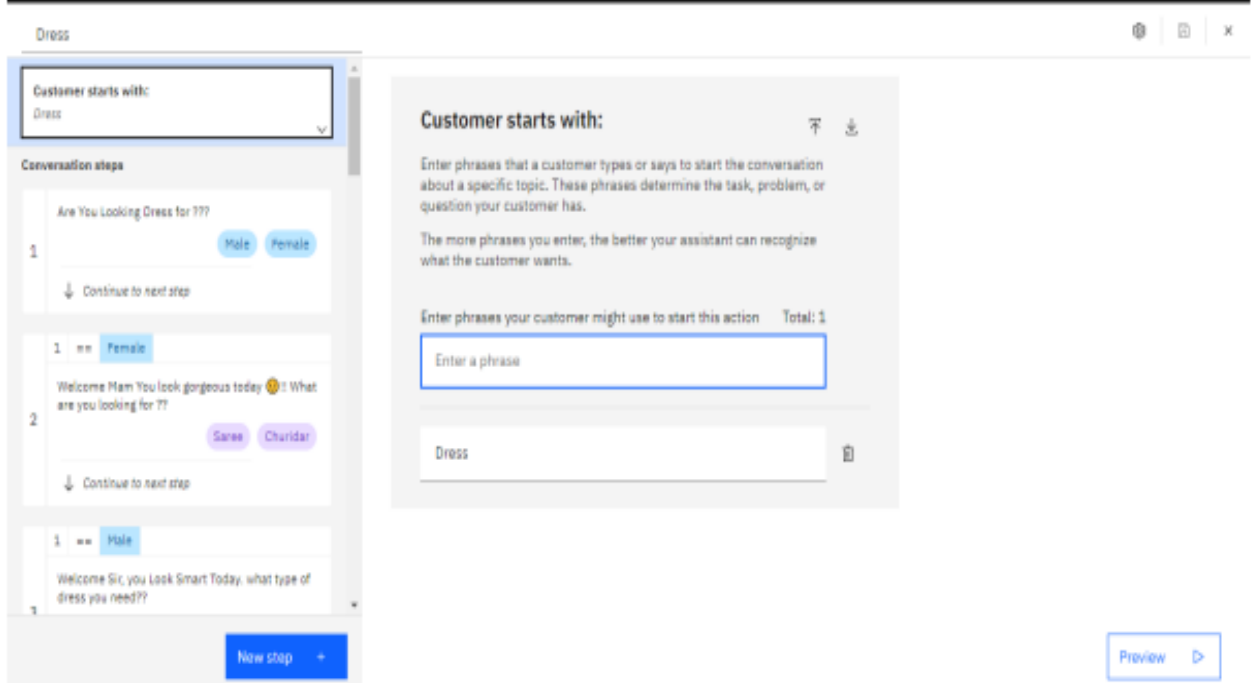 Dress
Customer starts with:
Dress
Conversation steps
1
Are You Looking Dress for ???
Male Female
Continue to next step
2
1 == Female
Welcome Mam You look gorgeous today 🙂!! What
are you looking for ??
Saree Churidar
Continue to next step
3
1 == Male
Welcome Sir, you Look Smart Today. what type of
dress you need??
New step +
Customer starts with:
Enter phrases that a customer types or says to start the conversation
about a specific topic. These phrases determine the task, problem, or
question your customer has.
The more phrases you enter, the better your assistant can recognize
what the customer wants.
Enter phrases your customer might use to start this action Total: 1
Enter a phrase
Dress
Preview